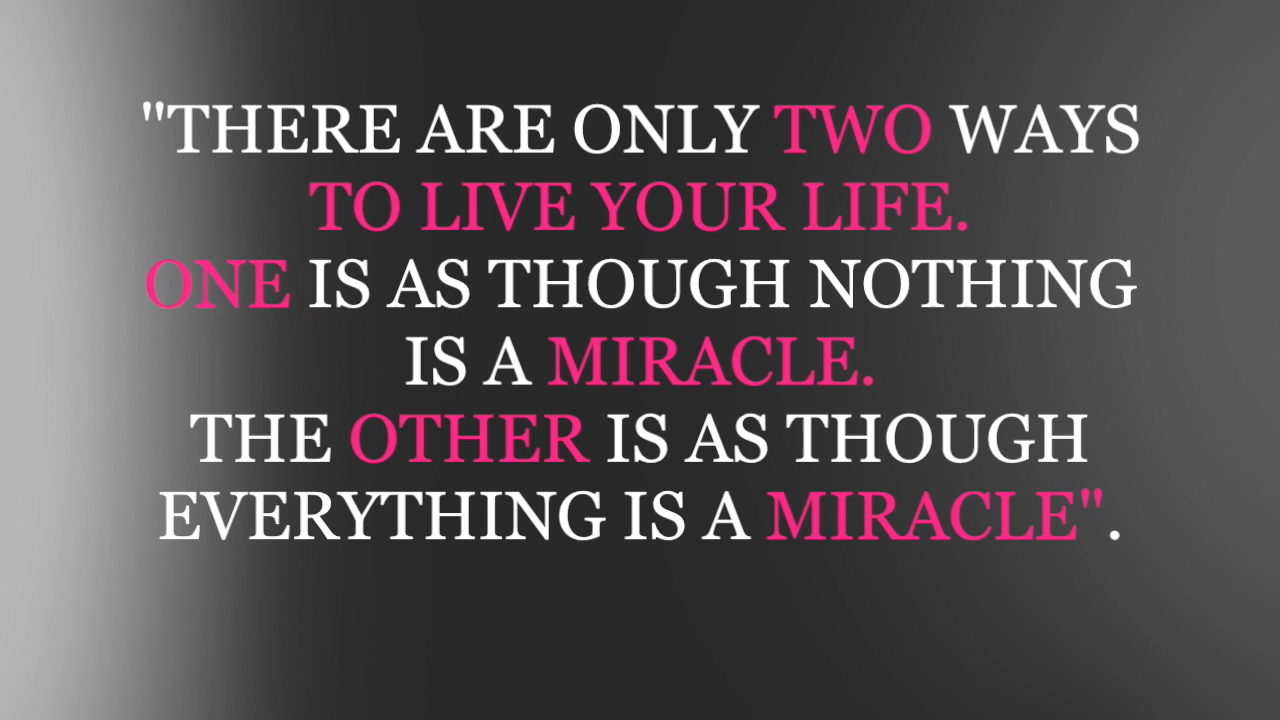 "THERE ARE ONLY TWO WAYS
TO LIVE YOUR LIFE.
ONE IS AS THOUGH NOTHING
IS A MIRACLE.
THE OTHER IS AS THOUGH
EVERYTHING IS A MIRACLE".